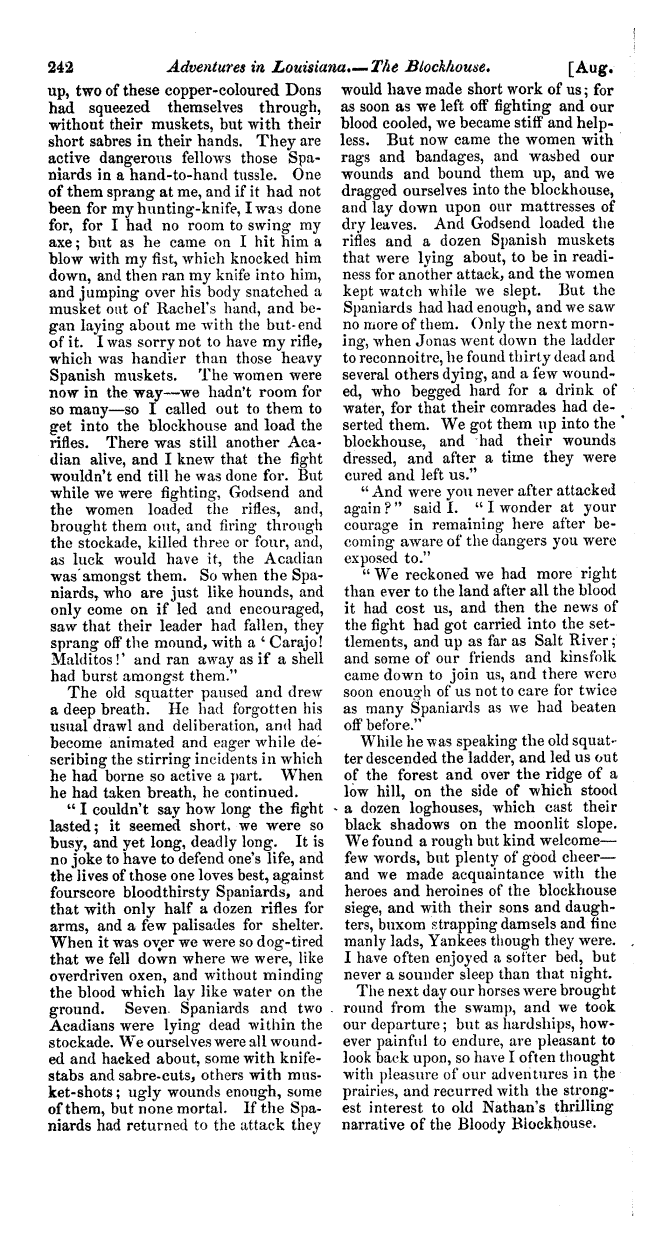 242 Adventures in Louisiana.—The Blockhouse. [Aug.
up, two of these copper-coloured Dons
had squeezed themselves through,
without their muskets, but with their
short sabres in their hands. They are
active dangerous fellows those Spa-
niards in a hand-to-hand tussle. One
of them sprang at me, and if it had not
been for my hunting-knife, I was done
for, for I had no room to swing my
axe; but as he came on I hit him a
blow with my fist, which knocked him
down, and then ran my knife into him,
and jumping over his body snatched a
musket out of Rachel's hand, and be-
gan laying about me with the but-end
of it. I was sorry not to have my rifle,
which was handier than those heavy
Spanish muskets. The women were
now in the way—we hadn't room for
so many—so I called out to them to
get into the blockhouse and load the
rifles. There was still another Aca-
dian alive, and I knew that the fight
wouldn't end till he was done for. But
while we were fighting, Godsend and
the women loaded the rifles, and,
brought them out, and firing through
the stockade, killed three or four, and,
as luck would have it, the Acadian
was amongst them. So when the Spa-
niards, who are just like hounds, and
only come on if led and encouraged,
saw that their leader had fallen, they
sprang off the mound, with a ‘Carajo!
Malditos!’ and ran away as if a shell
had burst amongst them.”
The old squatter paused and drew
a deep breath. He had forgotten his
usual drawl and deliberation, and had
become animated and eager while de-
scribing the stirring incidents in which
he had borne so active a part. When
he had taken breath, he continued.
“I couldn't say how long the fight
lasted; it seemed short, we were so
busy, and yet long, deadly long. It is
no joke to have to defend one's life, and
the lives of those one loves best, against
fourscore bloodthirsty Spaniards, and
that with only half a dozen rifles for
arms, and a few palisades for shelter.
When it was over we were so dog-tired
that we fell down where we were, like
overdriven oxen, and without minding
the blood which lay like water on the
ground. Seven Spaniards and two
Acadians were lying dead within the
stockade. We ourselves were all wound-
ed and hacked about, some with knife-
stabs and sabre-cuts, others with mus-
ket-shots; ugly wounds enough, some
of them, but none mortal. If the Spa-
niards had returned to the attack they
would have made short work of us; for
as soon as we left off fighting and our
blood cooled, we became stiff and help-
less. But now came the women with
rags and bandages, and washed our
wounds and bound them up, and we
dragged ourselves into the blockhouse,
and lay down upon our mattresses of
dry leaves. And Godsend loaded the
rifles and a dozen Spanish muskets
that were lying about, to be in readi-
ness for another attack, and the women
kept watch while we slept. But the
Spaniards had had enough, and we saw
no more of them. Only the next morn-
ing, when Jonas went down the ladder
to reconnoitre, he found thirty dead and
several others dying, and a few wound-
ed, who begged hard for a drink of
water, for that their comrades had de-
serted them. We got them up into the
blockhouse, and had their wounds
dressed, and after a time they were
cured and left us.”
“And were you never after attacked
again?” said I. “I wonder at your
courage in remaining here after be-
coming aware of the dangers you were
exposed to.”
“We reckoned we had more right
than ever to the land after all the blood
it had cost us, and then the news of
the fight had got carried into the set-
tlements, and up as far as Salt River;
and some of our friends and kinsfolk
came down to join us, and there were
soon enough of us not to care for twice
as many Spaniards as we had beaten
off before.”
While he was speaking the old squat-
ter descended the ladder, and led us out
of the forest and over the ridge of a
low hill, on the side of which stood
a dozen loghouses, which cast their
black shadows on the moonlit slope.
We found a rough but kind welcome—
few words, but plenty of good cheer—
and we made acquaintance with the
heroes and heroines of the blockhouse
siege, and with their sons and daugh-
ters, buxom strapping damsels and fine
manly lads, Yankees though they were.
I have often enjoyed a softer bed, but
never a sounder sleep than that night.
The next day our horses were brought
round from the swamp, and we took
our departure; but as hardships, how-
ever painful to endure, are pleasant to
look back upon, so have I often thought
with pleasure of our adventures in the
prairies, and recurred with the strong-
est interest to old Nathan's thrilling
narrative of the Bloody Blockhouse.